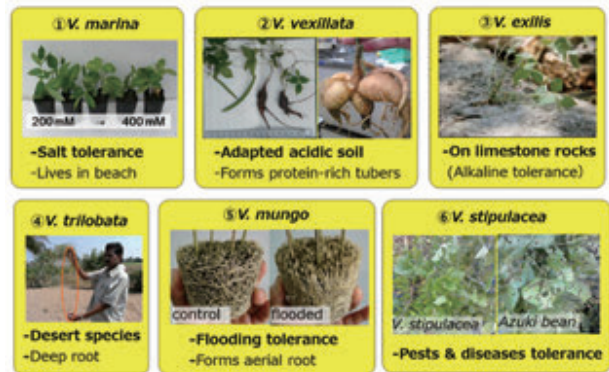 ①V. marina
200mM → 400mM
-Salt tolerance
-Lives in beach
②V. vexillata
-Adapted acidic soil
-Forms protein-rich tubers
③V. exilis
-On limestone rocks
(Alkaline tolerance)
④V. trilobata
-Desert species
-Deep root
⑤V. mungo
control flooded
-Flooding tolerance
-Forms aerial root
⑥V. stipulacea
V. stipulacea Azuki bean
-Pests & diseases tolerance